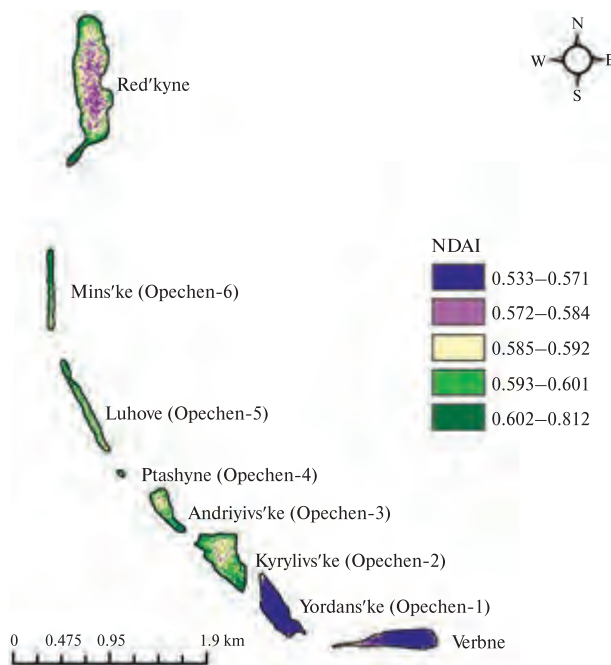 N
W E
S
Red'kyne
NDAI
0.533–0.571
Mins'ke (Opechen-6)
0.572–0.584
0.585–0.592
0.593–0.601
Luhove (Opechen-5)
0.602–0.812
Ptashyne (Opechen-4)
Andriyivs'ke (Opechen-3)
Kyrylivs'ke (Opechen-2)
Yordans'ke (Opechen-1)
0 0.475 0.95 1.9 km
Verbne